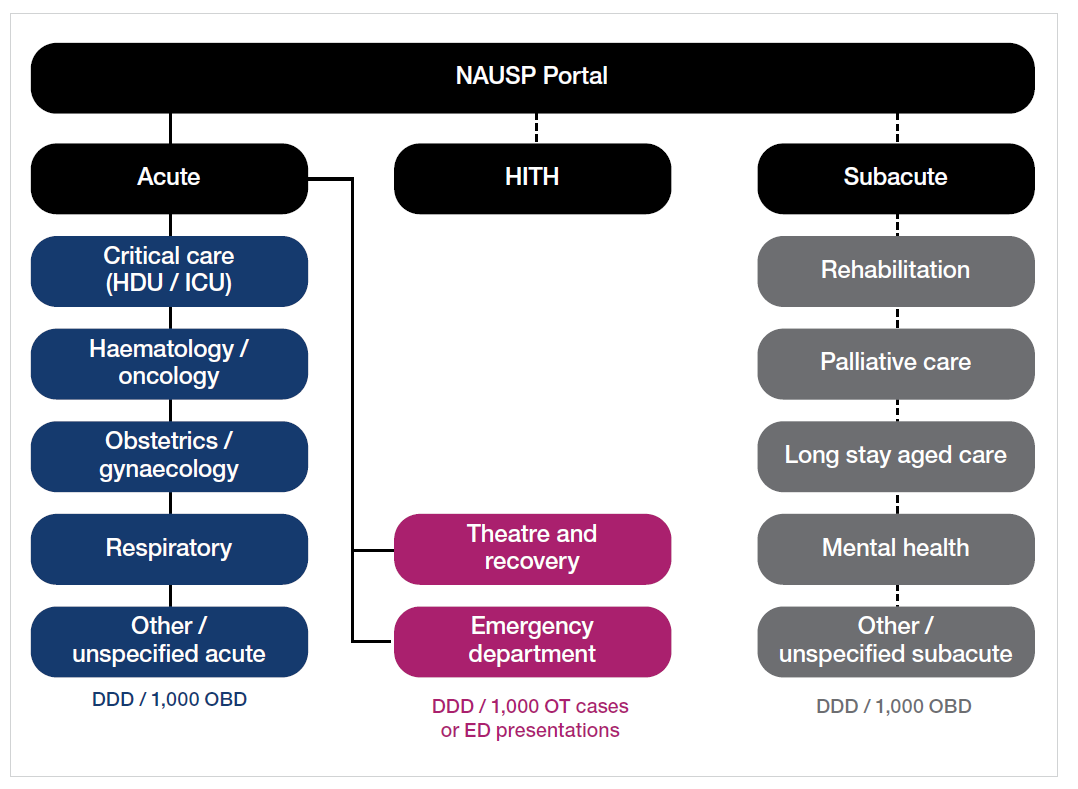 NAUSP Portal
Acute
HITH
Subacute
Critical care
(HDU / ICU)
Haematology /
oncology
Obstetrics /
gynaecology
Respiratory
Other /
unspecified acute
DDD / 1,000 OBD
Theatre and
recovery
Emergency
department
DDD / 1,000 OT cases
or ED presentations
Rehabilitation
Palliative care
Long stay aged care
Mental health
Other /
unspecified subacute
DDD / 1,000 OBD